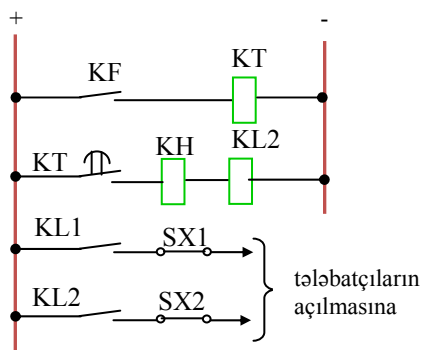 + -
KF KT
KT KH KL2
KL1 SX1
tələbatçıların
açılmasına
KL2 SX2